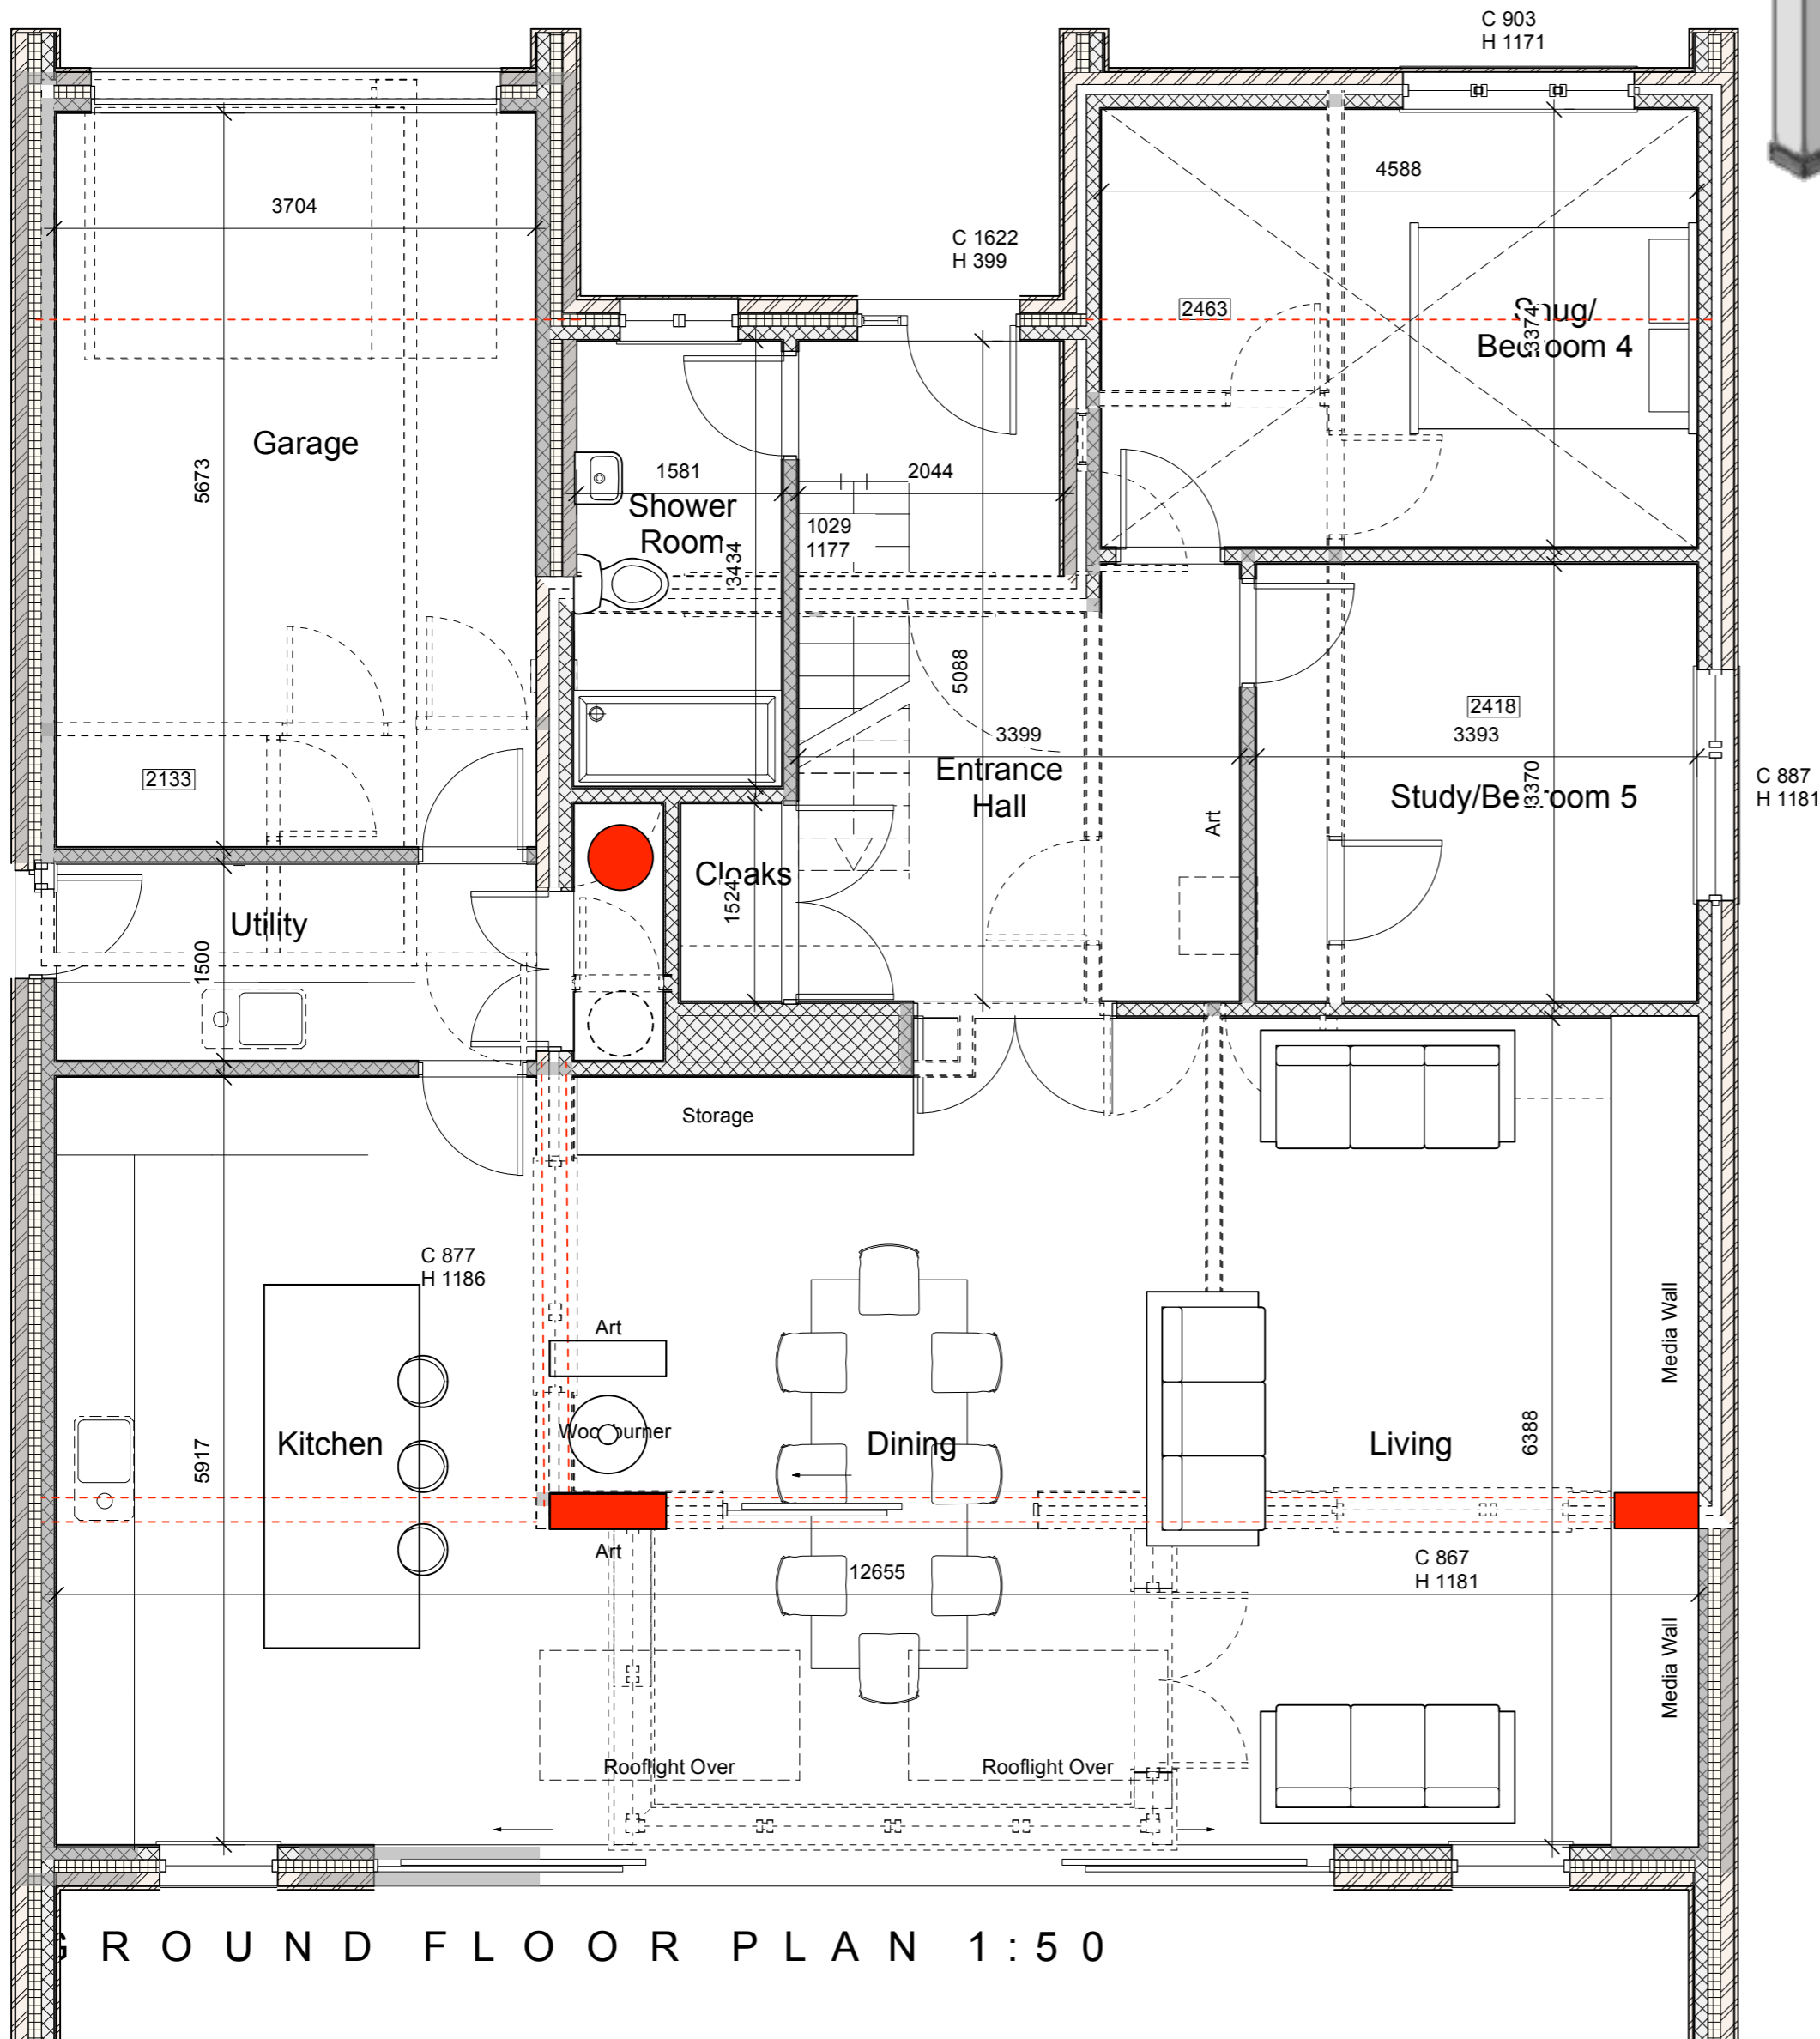 C 903
H 1171
4588
3704
C 1622
H 399
2463
Snug/
Bedroom 4
3374
Garage
5673
1581
2044
Shower
Room
3434
1029
1177
5088
2418
3399
3393
Entrance
Hall
2133
Study/Bedroom 5
3370
C 887
H 1181
Art
Cloaks
1524
Utility
1500
Storage
C 877
H 1186
Art
Media Wall
Woodburner
Kitchen
Dining
Living
5917
6388
Art
12655
C 867
H 1181
Media Wall
Rooflight Over
Rooflight Over
GROUND FLOOR PLAN 1:50